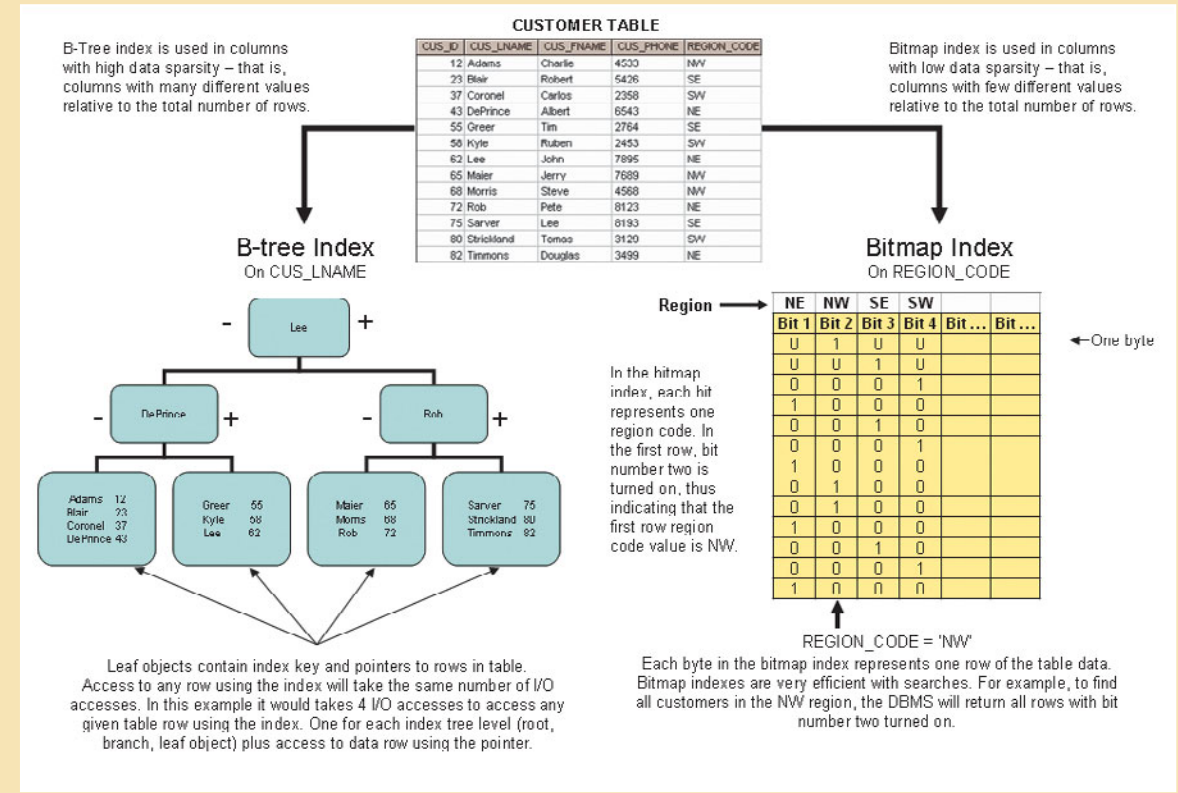 CUSTOMER TABLE
B-Tree index is used in columns
with high data sparsity – that is,
columns with many different values
relative to the total number of rows.
CUS_ID CUS_LNAME CUS_FNAME CUS_PHONE REGION_CODE
12 Adams Charlie 4533 NW
23 Blair Robert 5426 SE
37 Coronel Carlos 2358 SW
43 DePrince Albert 6543 NE
55 Greer Tim 2764 SE
58 Kyle Ruben 2453 SW
62 Lee John 7895 NE
65 Maier Jerry 7689 NW
68 Morris Steve 4568 NW
72 Rob Pete 8123 NE
75 Sarver Lee 8193 SE
80 Strickland Tomas 3129 SW
82 Timmons Douglas 3499 NE
Bitmap index is used in columns
with low data sparsity – that is,
columns with few different values
relative to the total number of rows.
B-tree Index
On CUS_LNAME
- Lee +
- DePrince +
- Rob +
Adams 12
Blair 23
Coronel 37
DePrince 43
Greer 55
Kyle 58
Lee 62
Maier 65
Morris 68
Rob 72
Sarver 75
Strickland 80
Timmons 82
Leaf objects contain index key and pointers to rows in table.
Access to any row using the index will take the same number of I/O
accesses. In this example it would takes 4 I/O accesses to access any
given table row using the index. One for each index tree level (root,
branch, leaf object) plus access to data row using the pointer.
Bitmap Index
On REGION_CODE
Region
NE NW SE SW
Bit 1 Bit 2 Bit 3 Bit 4 Bit... Bit...
0 1 0 0
0 0 1 0
0 0 0 1
1 0 0 0
0 0 1 0
0 0 0 1
1 0 0 0
0 1 0 0
0 1 0 0
1 0 0 0
0 0 1 0
0 0 0 1
1 0 0 0
One byte
In the bitmap
index, each bit
represents one
region code. In
the first row, bit
number two is
turned on, thus
indicating that the
first row region
code value is NW.
REGION_CODE = 'NW'
Each byte in the bitmap index represents one row of the table data.
Bitmap indexes are very efficient with searches. For example, to find
all customers in the NW region, the DBMS will return all rows with bit
number two turned on.